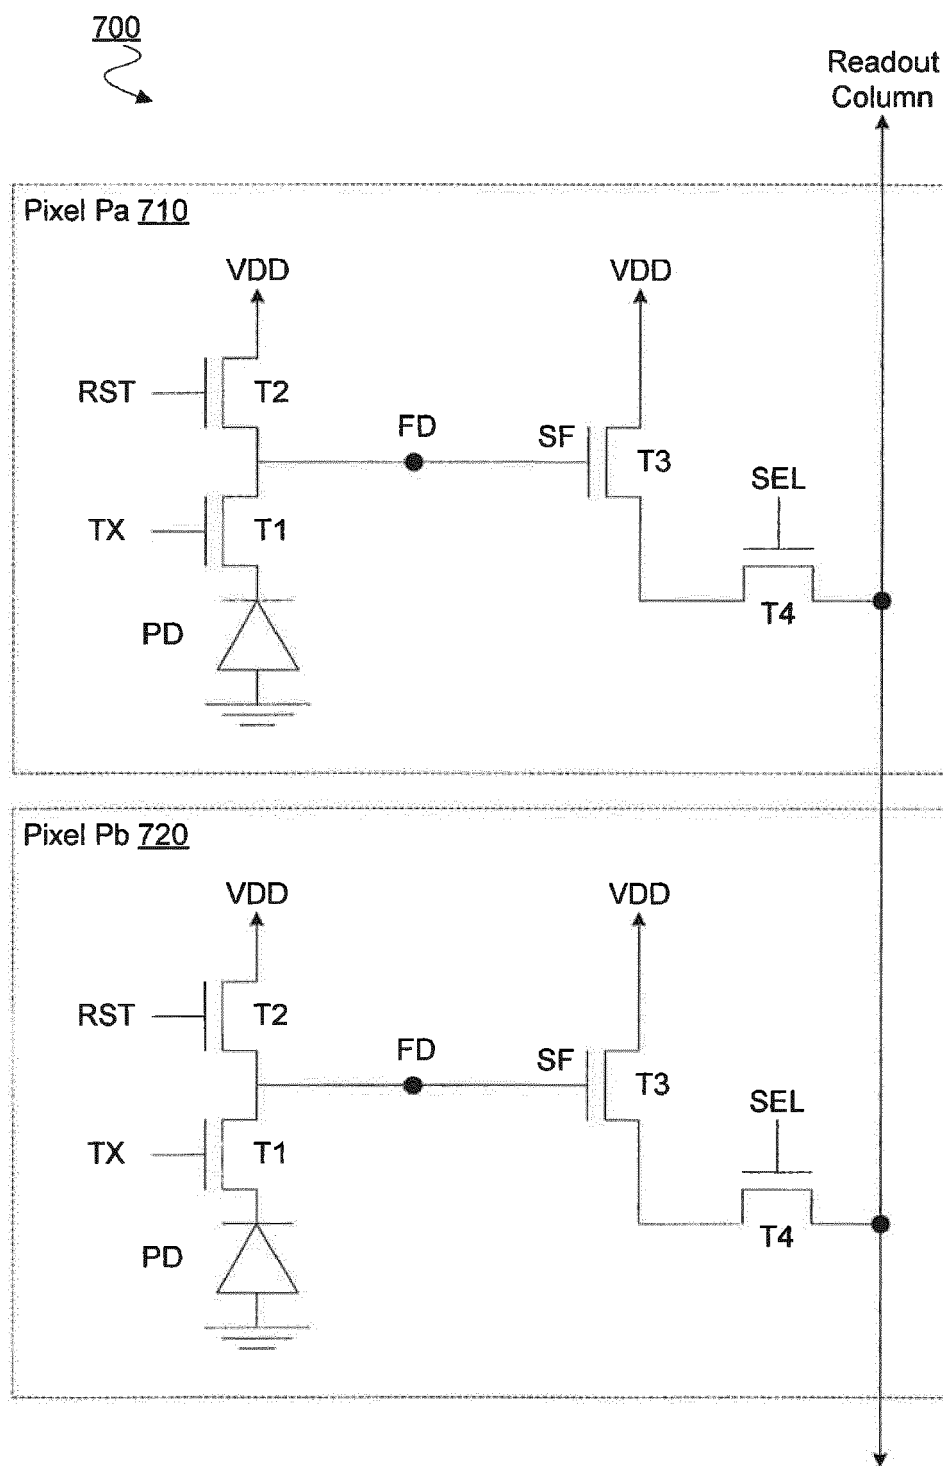 700
Readout
Column
Pixel Pa 710
VDD
VDD
RST
T2
FD
SF
T3
SEL
TX
T1
T4
PD
Pixel Pb 720
VDD
VDD
RST
T2
FD
SF
T3
SEL
TX
T1
T4
PD